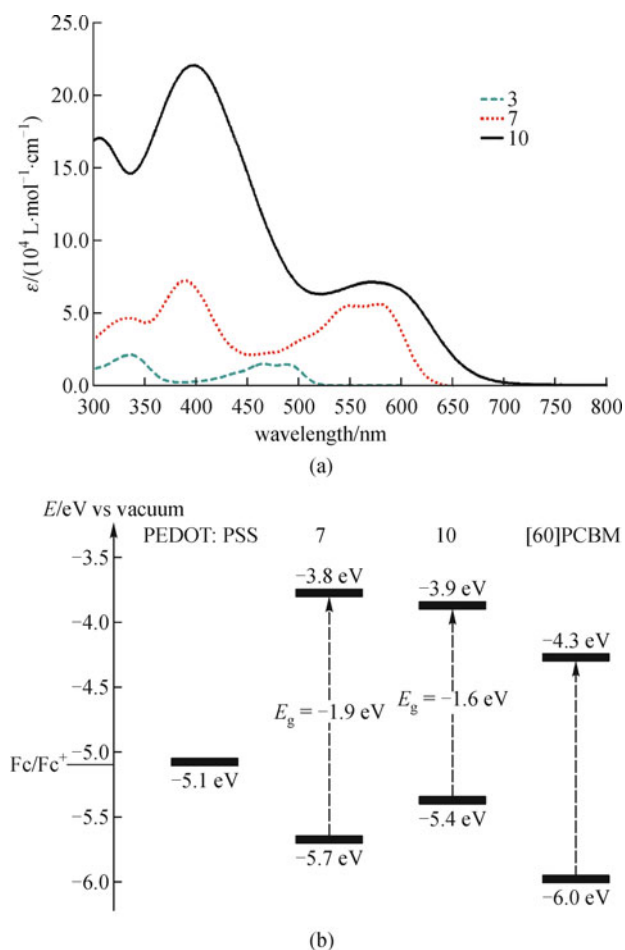 25.0
20.0
15.0
10.0
5.0
0.0
ε/(10⁴ L·mol⁻¹·cm⁻¹)
3
7
10
300 350 400 450 500 550 600 650 700 750 800
wavelength/nm
(a)
E/eV vs vacuum
PEDOT: PSS 7 10 [60]PCBM
−3.5
−4.0
−4.5
−5.0
−5.5
−6.0
Fc/Fc⁺
−5.1 eV
−3.8 eV
Eg = −1.9 eV
−5.7 eV
−3.9 eV
Eg = −1.6 eV
−5.4 eV
−4.3 eV
−6.0 eV
(b)